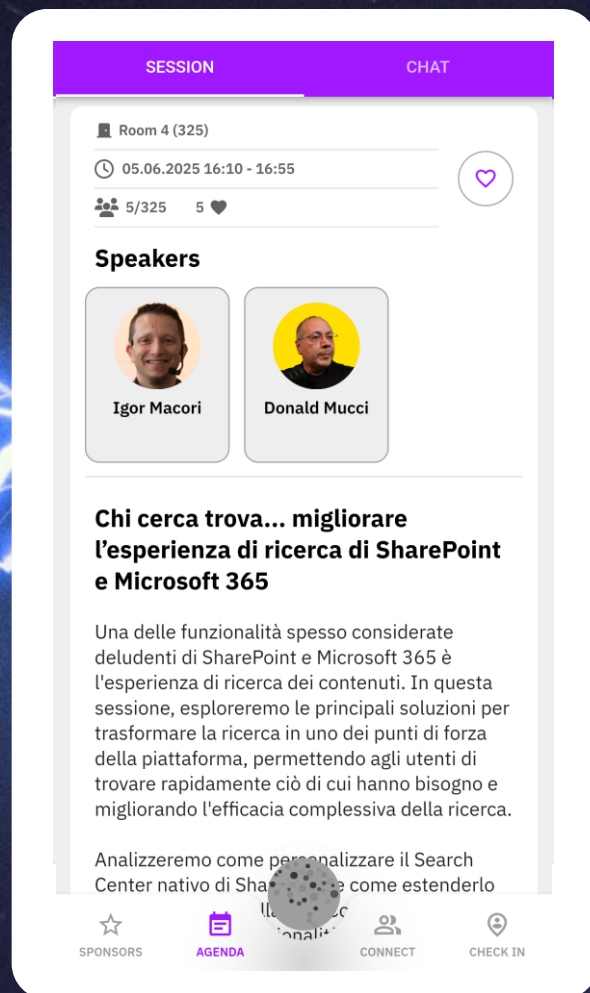 SESSION
CHAT
Room 4 (325)
05.06.2025 16:10 - 16:55
5/325 5
Speakers
Igor Macori
Donald Mucci
Chi cerca trova... migliorare
l’esperienza di ricerca di SharePoint
e Microsoft 365
Una delle funzionalità spesso considerate
deludenti di SharePoint e Microsoft 365 è
l'esperienza di ricerca dei contenuti. In questa
sessione, esploreremo le principali soluzioni per
trasformare la ricerca in uno dei punti di forza
della piattaforma, permettendo agli utenti di
trovare rapidamente ciò di cui hanno bisogno e
migliorando l'efficacia complessiva della ricerca.
Analizzeremo come personalizzare il Search
Center nativo di e come estenderlo
SPONSORS
AGENDA
CONNECT
CHECK IN